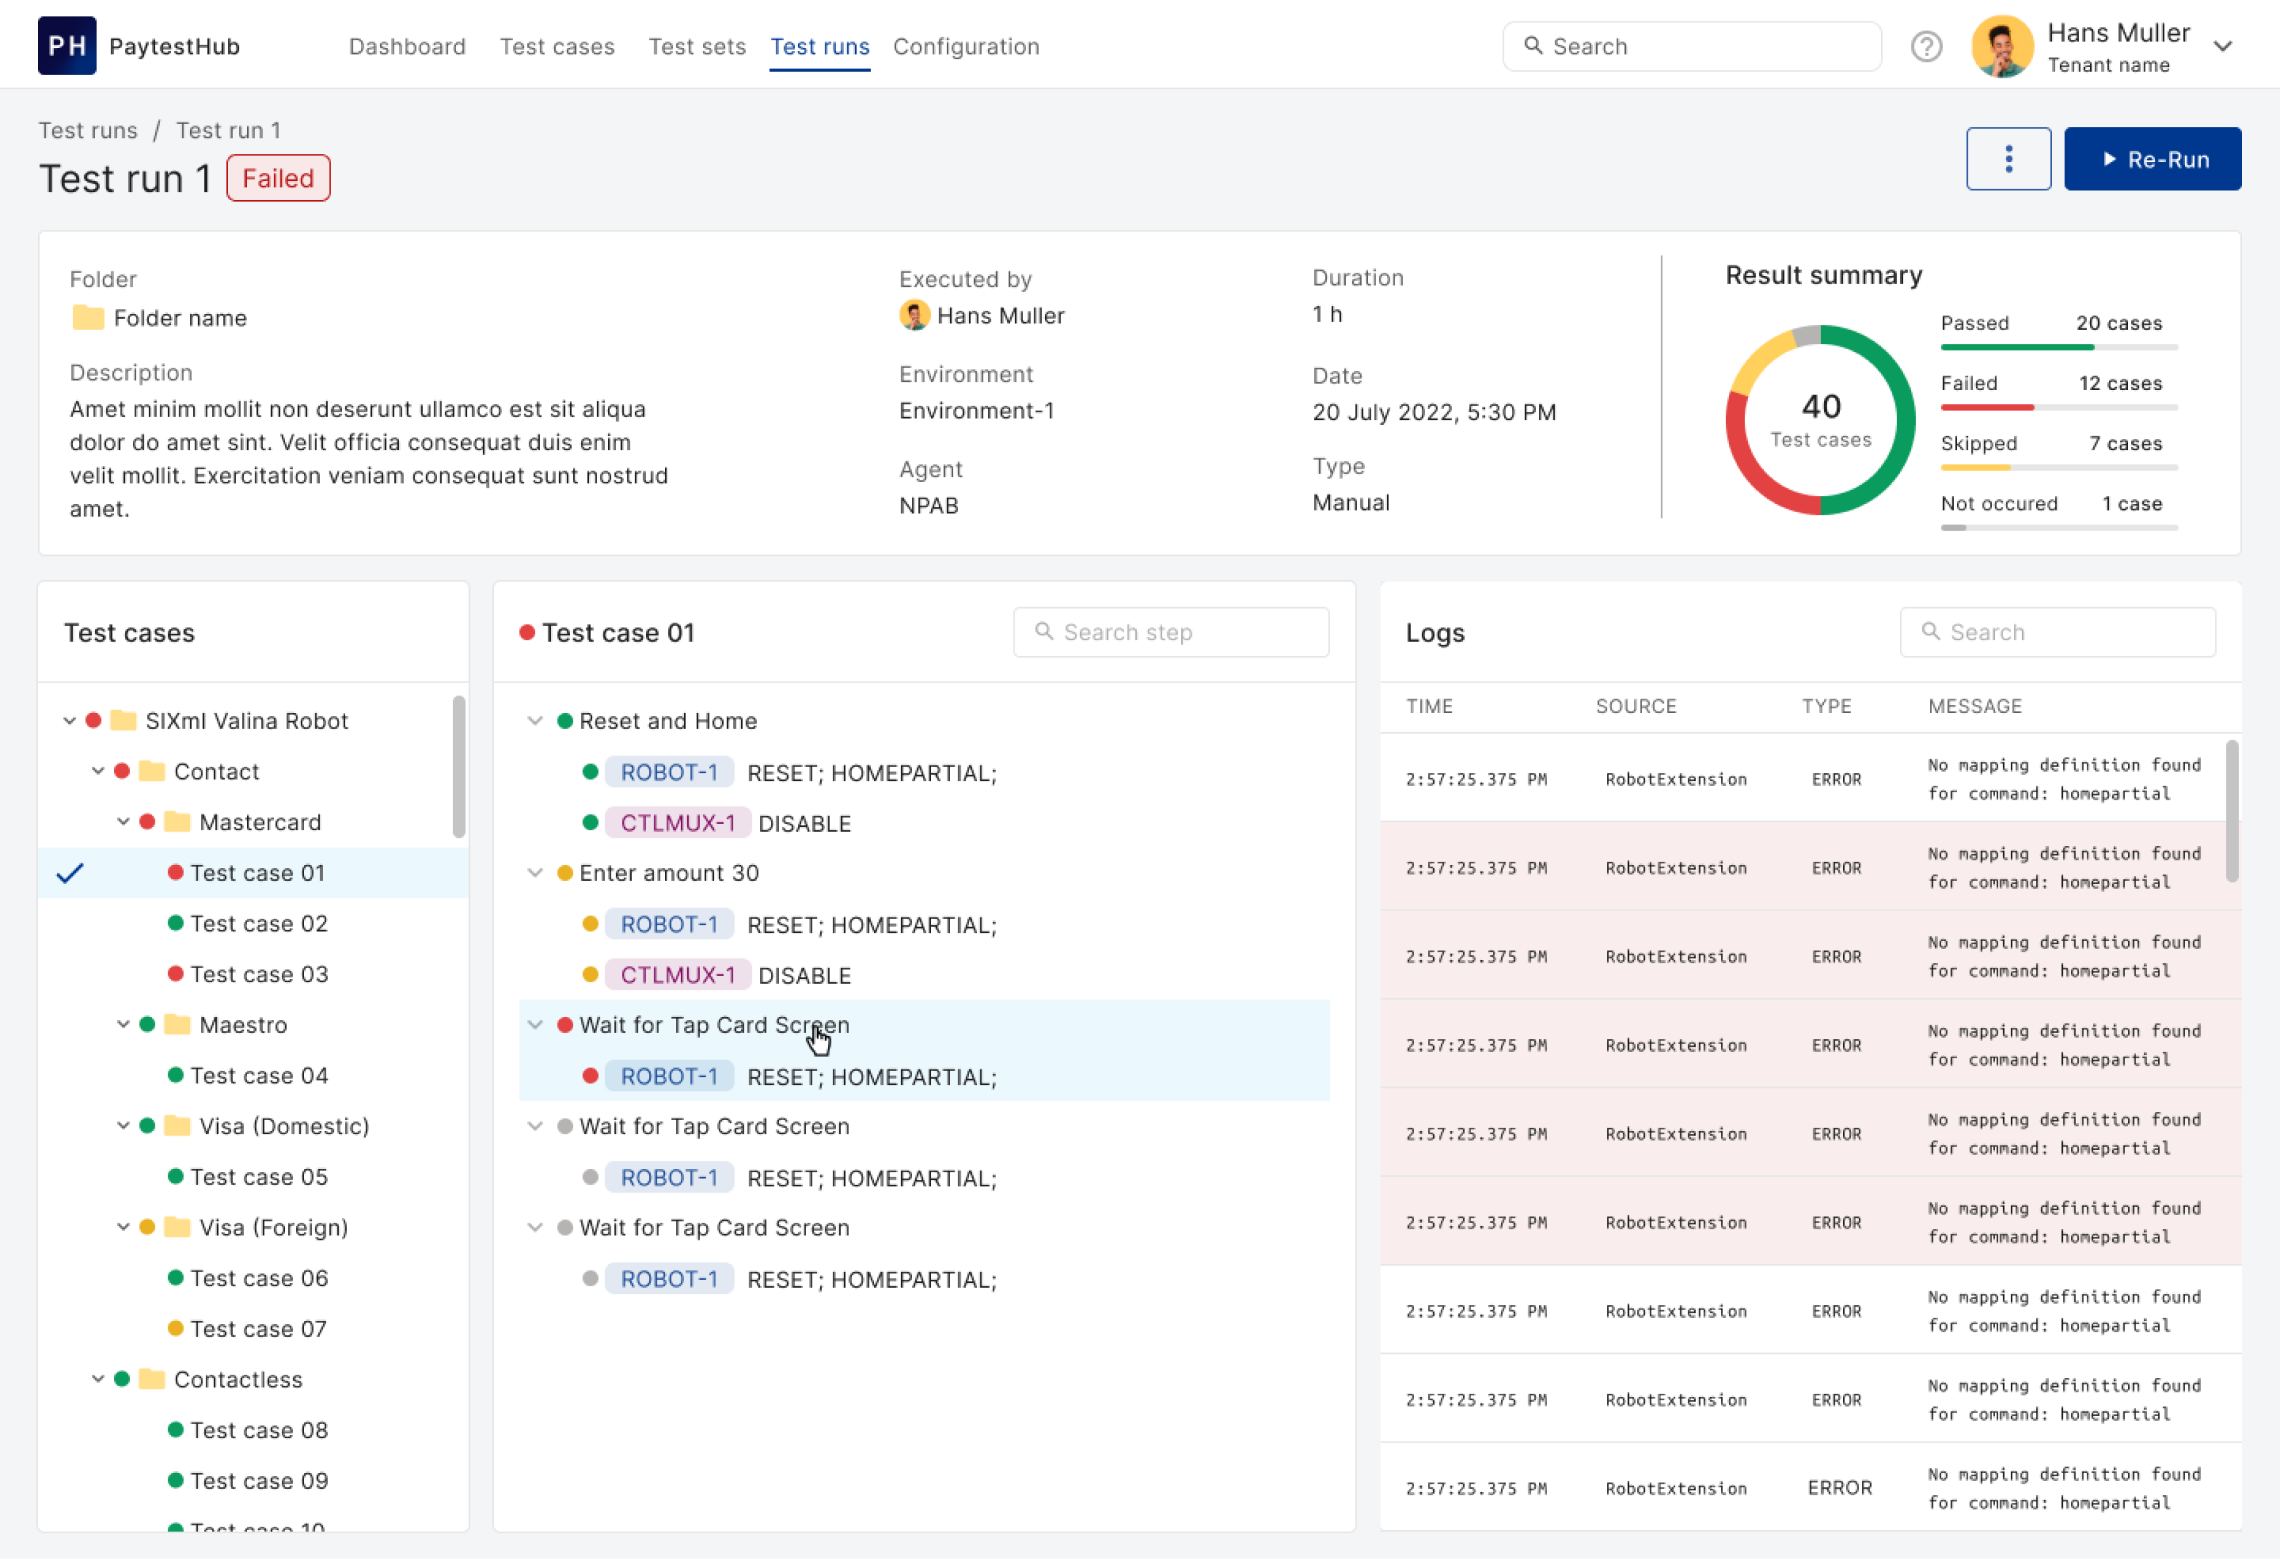 PH PaytestHub Dashboard Test cases Test sets Test runs Configuration Search ? Hans Muller
Tenant name
Test runs / Test run 1
Test run 1 Failed
Re-Run
Folder
Folder name
Description
Amet minim mollit non deserunt ullamco est sit aliqua
dolor do amet sint. Velit officia consequat duis enim
velit mollit. Exercitation veniam consequat sunt nostrud
amet.
Executed by
Hans Muller
Environment
Environment-1
Agent
NPAB
Duration
1 h
Date
20 July 2022, 5:30 PM
Type
Manual
Result summary
40
Test cases
Passed 20 cases
Failed 12 cases
Skipped 7 cases
Not occured 1 case
Test cases
SIXml Valina Robot
Contact
Mastercard
Test case 01
Test case 02
Test case 03
Maestro
Test case 04
Visa (Domestic)
Test case 05
Visa (Foreign)
Test case 06
Test case 07
Contactless
Test case 08
Test case 09
Test case 10
Test case 01 Search step
Reset and Home
ROBOT-1 RESET; HOMEPARTIAL;
CTLMUX-1 DISABLE
Enter amount 30
ROBOT-1 RESET; HOMEPARTIAL;
CTLMUX-1 DISABLE
Wait for Tap Card Screen
ROBOT-1 RESET; HOMEPARTIAL;
Wait for Tap Card Screen
ROBOT-1 RESET; HOMEPARTIAL;
Wait for Tap Card Screen
ROBOT-1 RESET; HOMEPARTIAL;
Logs Search
TIME SOURCE TYPE MESSAGE
2:57:25.375 PM RobotExtension ERROR No mapping definition found
for command: homepartial
2:57:25.375 PM RobotExtension ERROR No mapping definition found
for command: homepartial
2:57:25.375 PM RobotExtension ERROR No mapping definition found
for command: homepartial
2:57:25.375 PM RobotExtension ERROR No mapping definition found
for command: homepartial
2:57:25.375 PM RobotExtension ERROR No mapping definition found
for command: homepartial
2:57:25.375 PM RobotExtension ERROR No mapping definition found
for command: homepartial
2:57:25.375 PM RobotExtension ERROR No mapping definition found
for command: homepartial
2:57:25.375 PM RobotExtension ERROR No mapping definition found
for command: homepartial
2:57:25.375 PM RobotExtension ERROR No mapping definition found
for command: homepartial